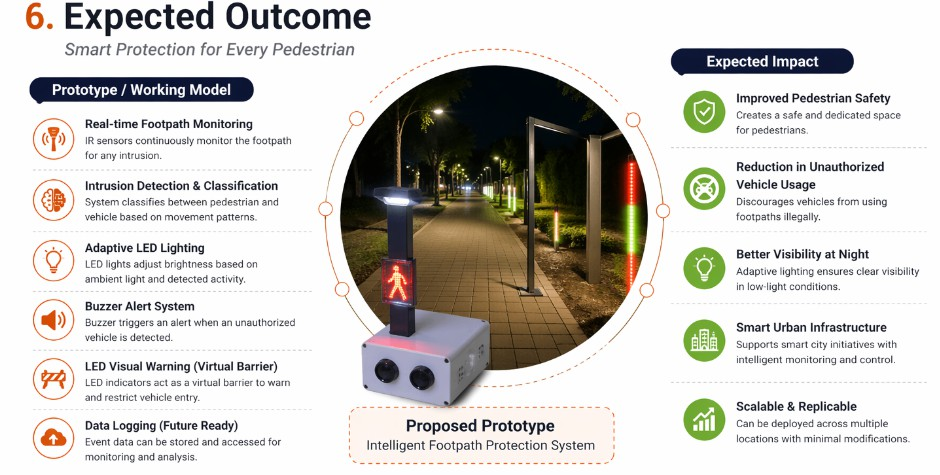 6. Expected Outcome
Smart Protection for Every Pedestrian
Prototype / Working Model
Real-time Footpath Monitoring
IR sensors continuously monitor the footpath
for any intrusion.
Intrusion Detection & Classification
System classifies between pedestrian and
vehicle based on movement patterns.
Adaptive LED Lighting
LED lights adjust brightness based on
ambient light and detected activity.
Buzzer Alert System
Buzzer triggers an alert when an unauthorized
vehicle is detected.
LED Visual Warning (Virtual Barrier)
LED indicators act as a virtual barrier to warn
and restrict vehicle entry.
Data Logging (Future Ready)
Event data can be stored and accessed for
monitoring and analysis.
Proposed Prototype
Intelligent Footpath Protection System
Expected Impact
Improved Pedestrian Safety
Creates a safe and dedicated space
for pedestrians.
Reduction in Unauthorized
Vehicle Usage
Discourages vehicles from using
footpaths illegally.
Better Visibility at Night
Adaptive lighting ensures clear visibility
in low-light conditions.
Smart Urban Infrastructure
Supports smart city initiatives with
intelligent monitoring and control.
Scalable & Replicable
Can be deployed across multiple
locations with minimal modifications.